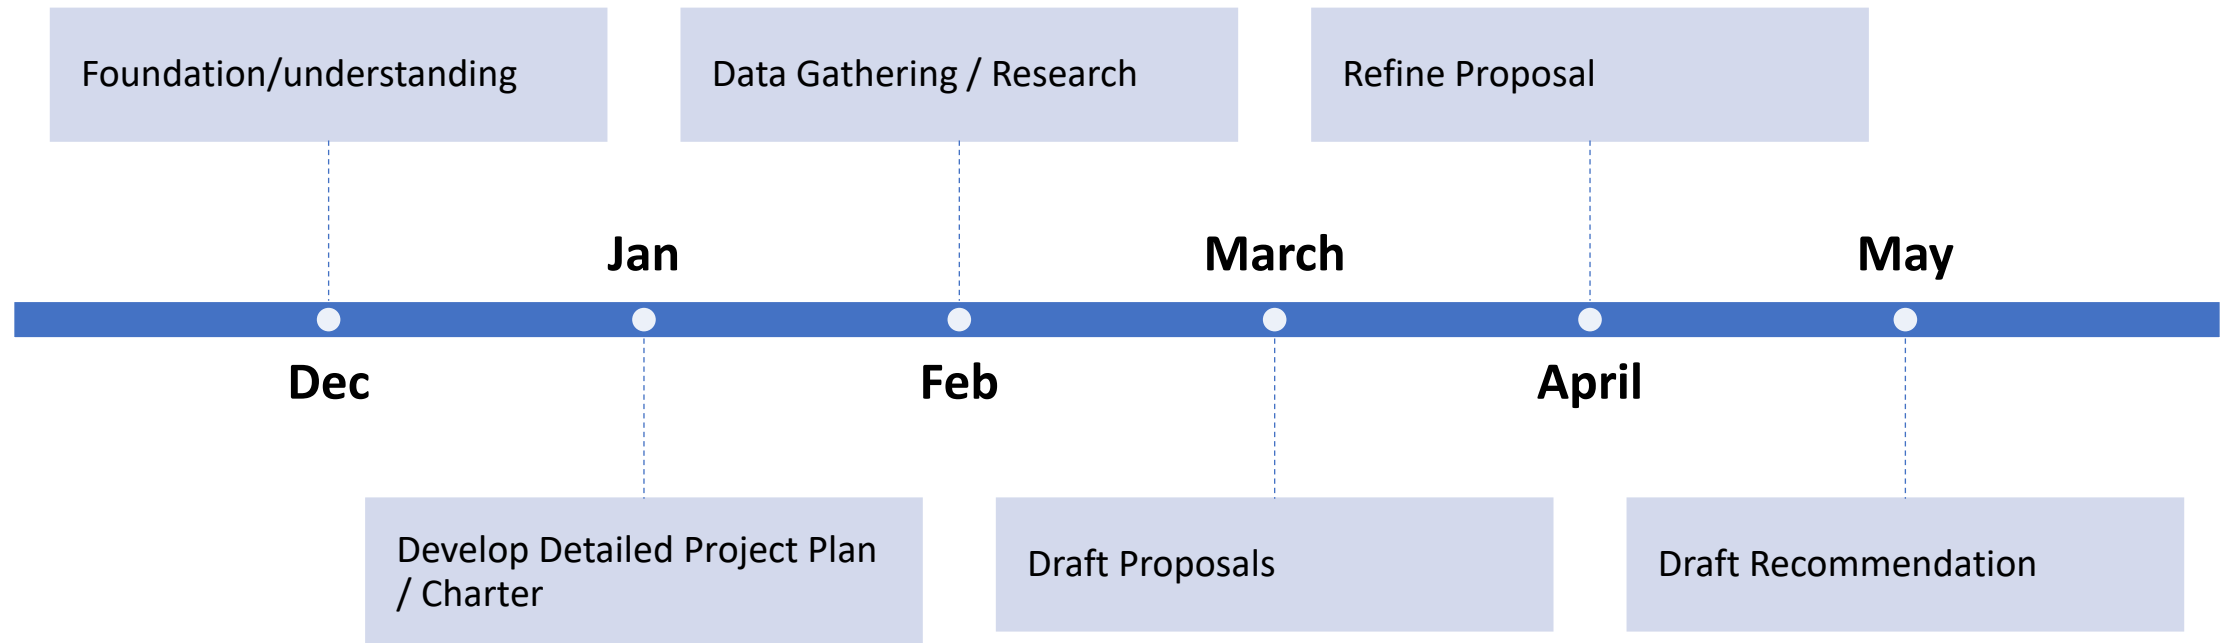 Foundation/understanding
Data Gathering / Research
Refine Proposal
Jan
March
May
Dec
Feb
April
Develop Detailed Project Plan
/ Charter
Draft Proposals
Draft Recommendation